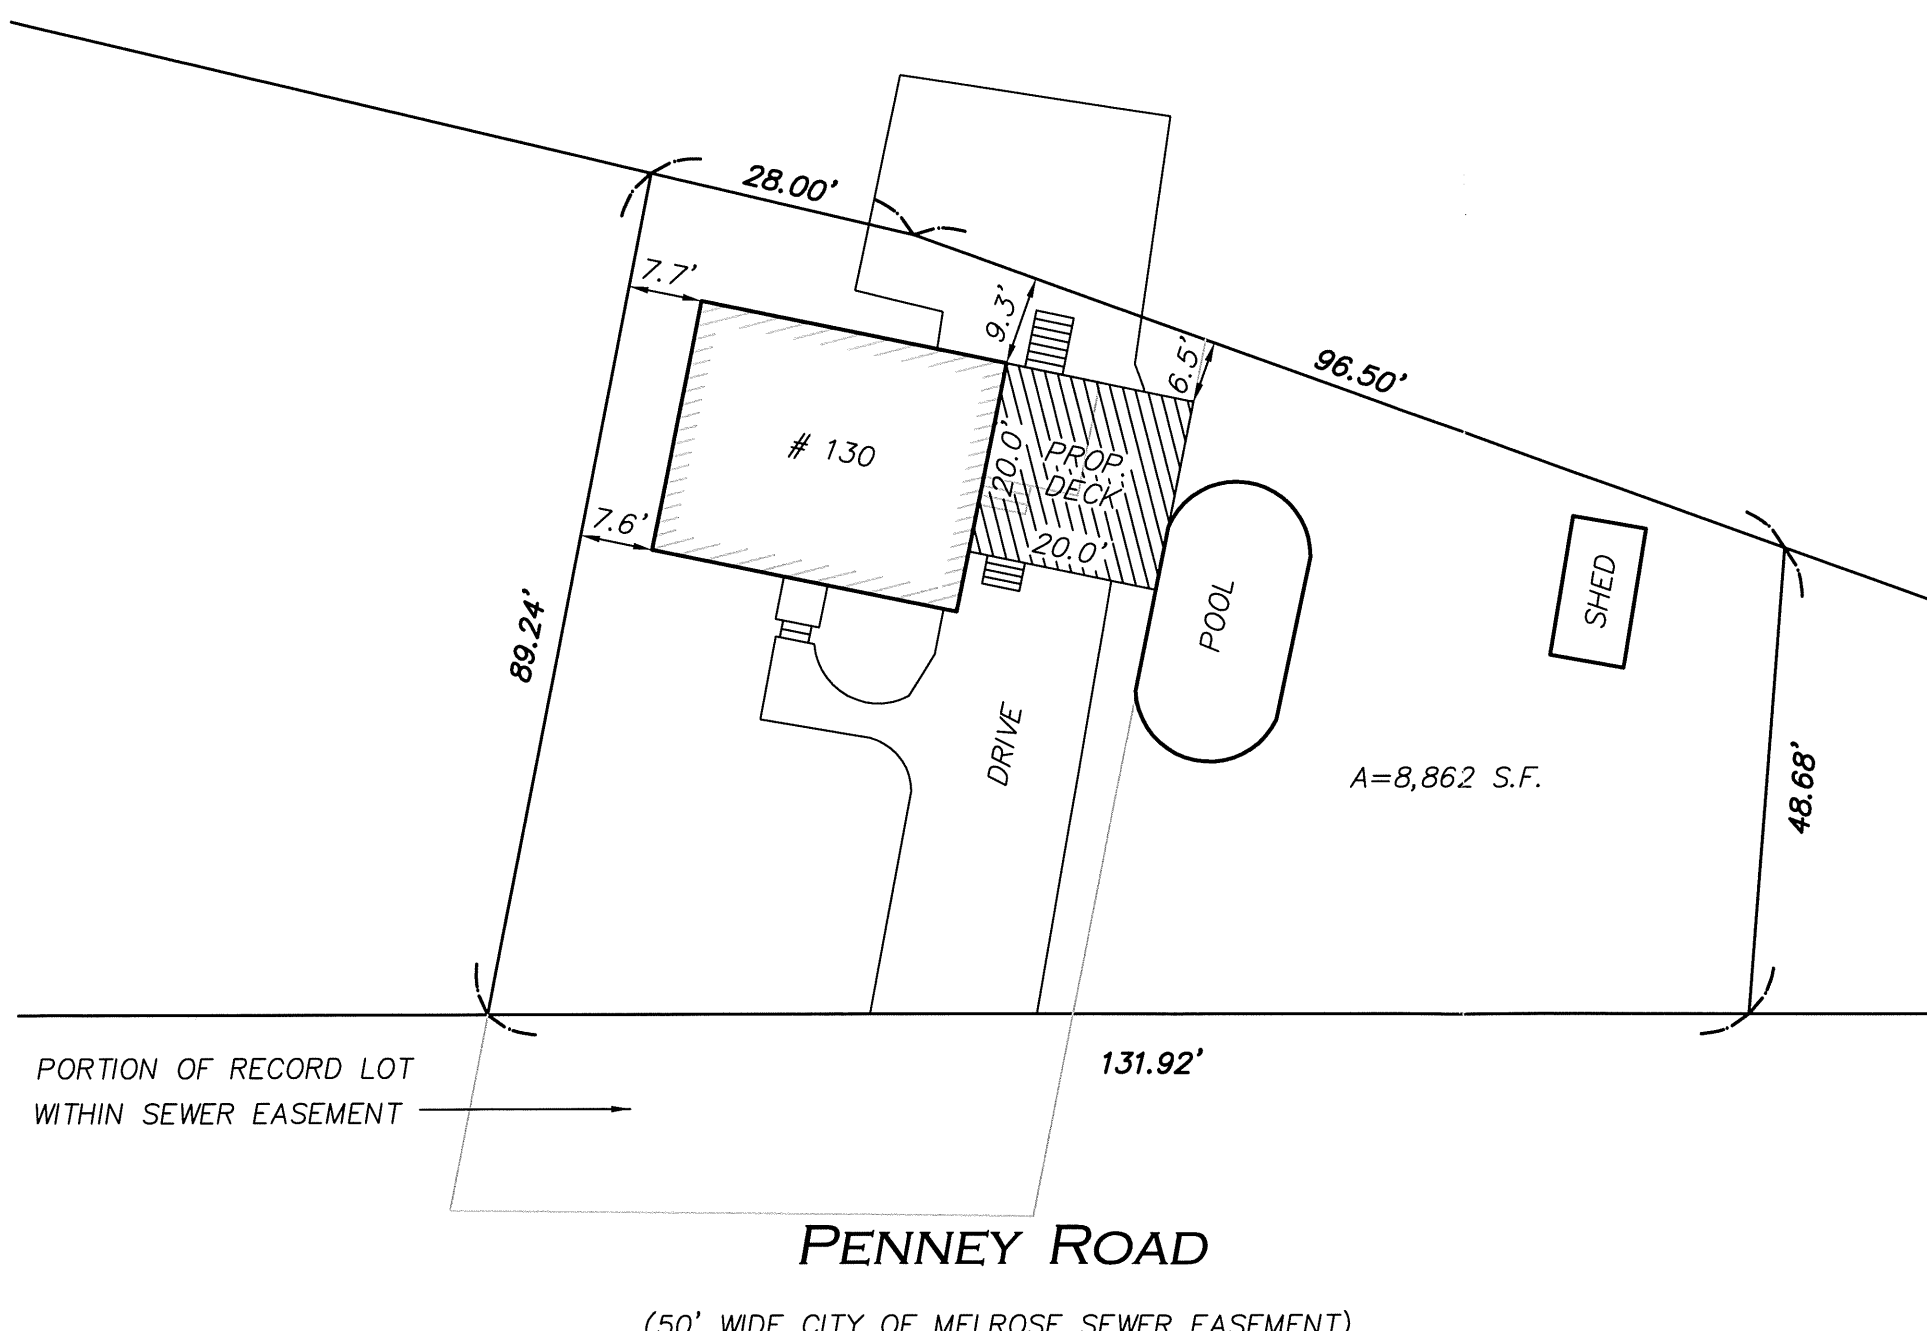 28.00'
7.7'
9.3'
6.5'
96.50'
# 130
20.0'
PROP.
DECK
20.0'
7.6'
POOL
SHED
89.24'
DRIVE
A=8,862 S.F.
48.68'
131.92'
PORTION OF RECORD LOT
WITHIN SEWER EASEMENT
PENNEY ROAD
(50' WIDE CITY OF MELROSE SEWER EASEMENT)